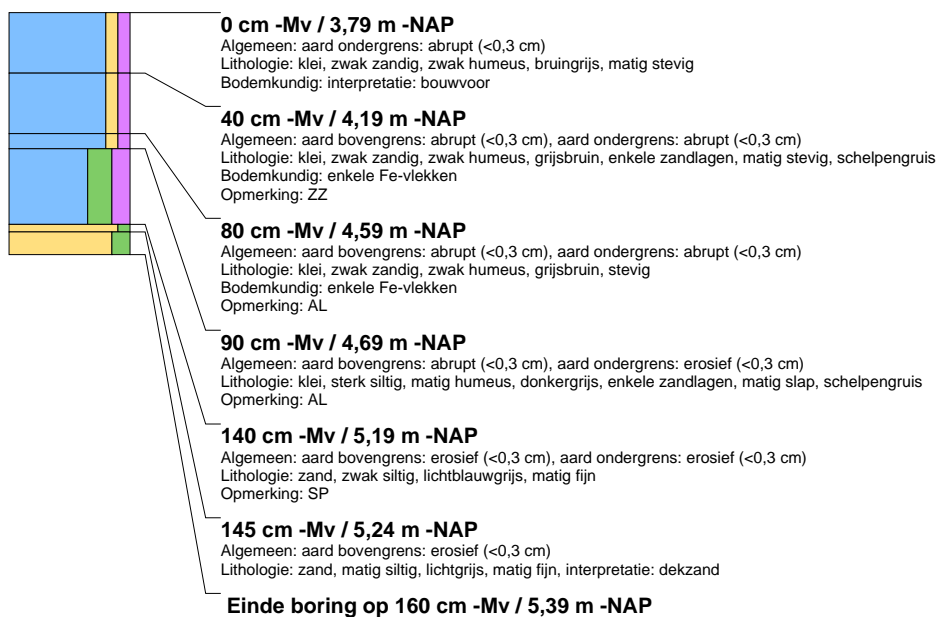 0 cm -Mv / 3,79 m -NAP
Algemeen: aard ondergrens: abrupt (<0,3 cm)
Lithologie: klei, zwak zandig, zwak humeus, bruingrijs, matig stevig
Bodemkundig: interpretatie: bouwvoor
40 cm -Mv / 4,19 m -NAP
Algemeen: aard bovengrens: abrupt (<0,3 cm), aard ondergrens: abrupt (<0,3 cm)
Lithologie: klei, zwak zandig, zwak humeus, grijsbruin, enkele zandlagen, matig stevig, schelpengruis
Bodemkundig: enkele Fe-vlekken
Opmerking: ZZ
80 cm -Mv / 4,59 m -NAP
Algemeen: aard bovengrens: abrupt (<0,3 cm), aard ondergrens: abrupt (<0,3 cm)
Lithologie: klei, zwak zandig, zwak humeus, grijsbruin, stevig
Bodemkundig: enkele Fe-vlekken
Opmerking: AL
90 cm -Mv / 4,69 m -NAP
Algemeen: aard bovengrens: abrupt (<0,3 cm), aard ondergrens: erosief (<0,3 cm)
Lithologie: klei, sterk siltig, matig humeus, donkergrijs, enkele zandlagen, matig slap, schelpengruis
Opmerking: AL
140 cm -Mv / 5,19 m -NAP
Algemeen: aard bovengrens: erosief (<0,3 cm), aard ondergrens: erosief (<0,3 cm)
Lithologie: zand, zwak siltig, lichtblauwgrijs, matig fijn
Opmerking: SP
145 cm -Mv / 5,24 m -NAP
Algemeen: aard bovengrens: erosief (<0,3 cm)
Lithologie: zand, matig siltig, lichtgrijs, matig fijn, interpretatie: dekzand
Einde boring op 160 cm -Mv / 5,39 m -NAP